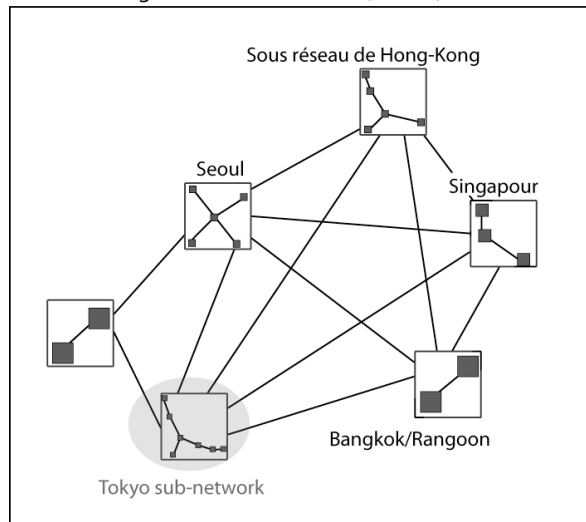 Sous réseau de Hong-Kong
Seoul
Singapour
Bangkok/Rangoon
Tokyo sub-network